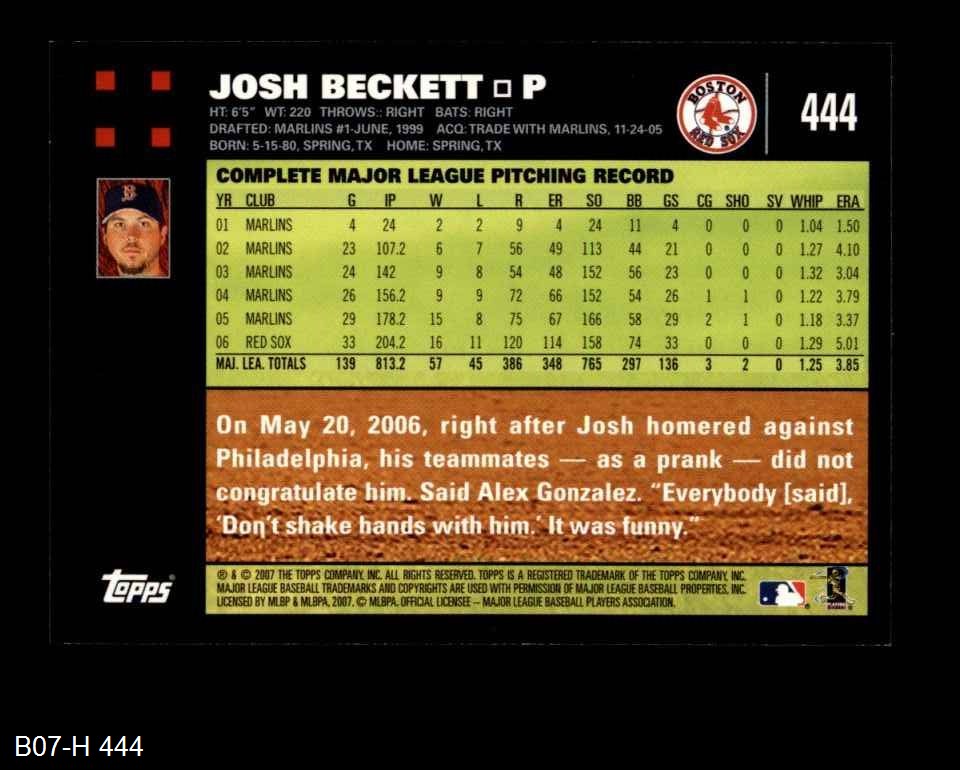 JOSH BECKETT □ P
HT: 6'5" WT: 220 THROWS:: RIGHT BATS: RIGHT
DRAFTED: MARLINS #1-JUNE, 1999 ACQ: TRADE WITH MARLINS, 11-24-05
BORN: 5-15-80, SPRING, TX HOME: SPRING, TX
BOSTON
RED SOX
444
B
COMPLETE MAJOR LEAGUE PITCHING RECORD
YR CLUB G IP W L R ER SO BB GS CG SHO SV WHIP ERA
01 MARLINS 4 24 2 2 9 4 24 11 4 0 0 0 1.04 1.50
02 MARLINS 23 107.2 6 7 56 49 113 44 21 0 0 0 1.27 4.10
03 MARLINS 24 142 9 8 54 48 152 56 23 0 0 0 1.32 3.04
04 MARLINS 26 156.2 9 9 72 66 152 54 26 1 1 0 1.22 3.79
05 MARLINS 29 178.2 15 8 75 67 166 58 29 2 1 0 1.18 3.37
06 RED SOX 33 204.2 16 11 120 114 158 74 33 0 0 0 1.29 5.01
MAJ. LEA. TOTALS 139 813.2 57 45 386 348 765 297 136 3 2 0 1.25 3.85
On May 20, 2006, right after Josh homered against
Philadelphia, his teammates — as a prank — did not
congratulate him. Said Alex Gonzalez. "Everybody [said],
'Don't shake hands with him.' It was funny."
Topps®
® & © 2007 THE TOPPS COMPANY, INC. ALL RIGHTS RESERVED. TOPPS IS A REGISTERED TRADEMARK OF THE TOPPS COMPANY, INC.
MAJOR LEAGUE BASEBALL TRADEMARKS AND COPYRIGHTS ARE USED WITH PERMISSION OF MAJOR LEAGUE BASEBALL PROPERTIES, INC.
LICENSED BY MLBP & MLBPA, 2007. © MLBPA. OFFICIAL LICENSEE – MAJOR LEAGUE BASEBALL PLAYERS ASSOCIATION.
B07-H 444